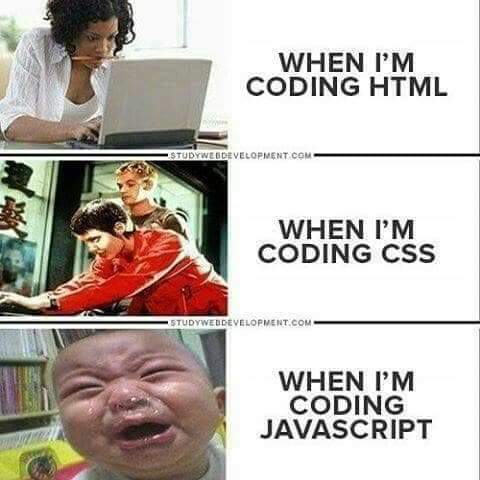 WHEN I'M
CODING HTML
STUDYWEBDEVELOPMENT.COM
WHEN I'M
CODING CSS
STUDYWEBDEVELOPMENT.COM
WHEN I'M
CODING
JAVASCRIPT